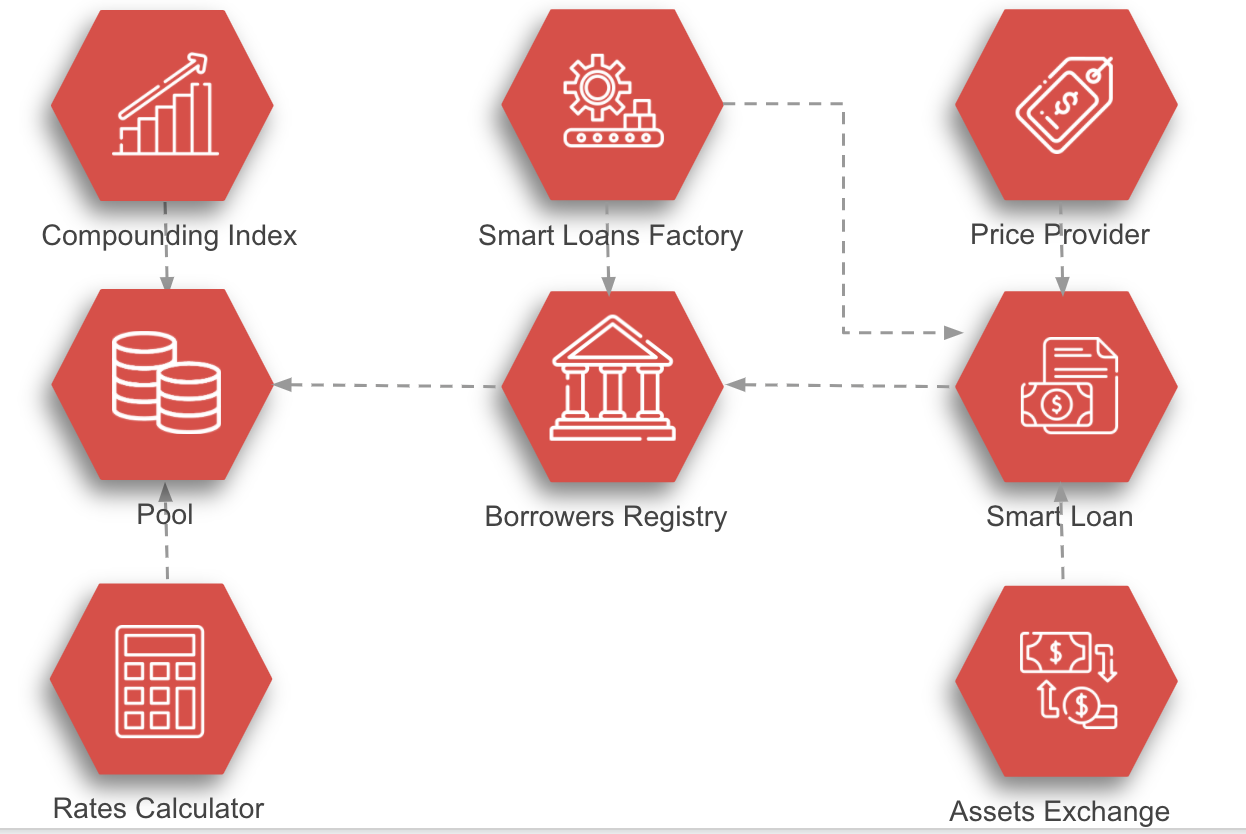 Compounding Index
Smart Loans Factory
Price Provider
Pool
Borrowers Registry
Smart Loan
Rates Calculator
Assets Exchange